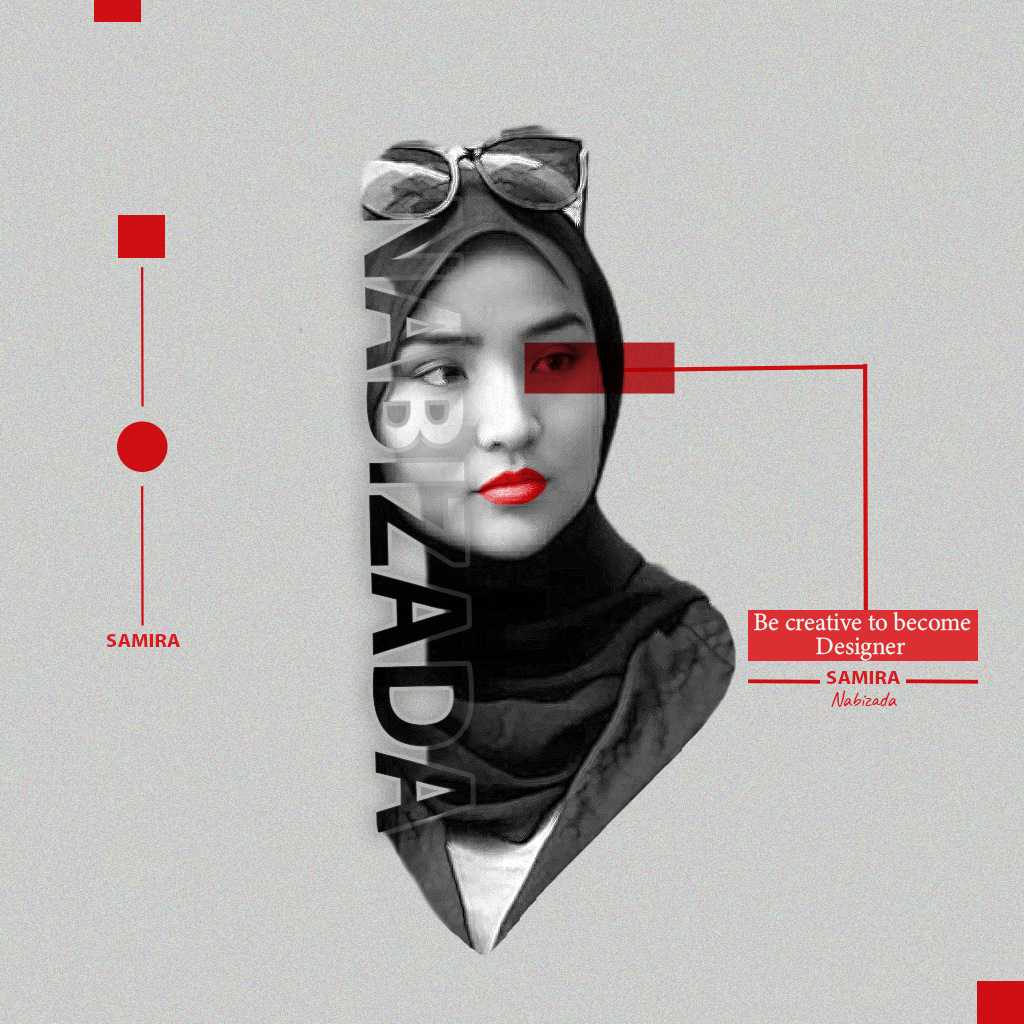 NABIZADA
SAMIRA
Be creative to become
Designer
SAMIRA
Nabizada